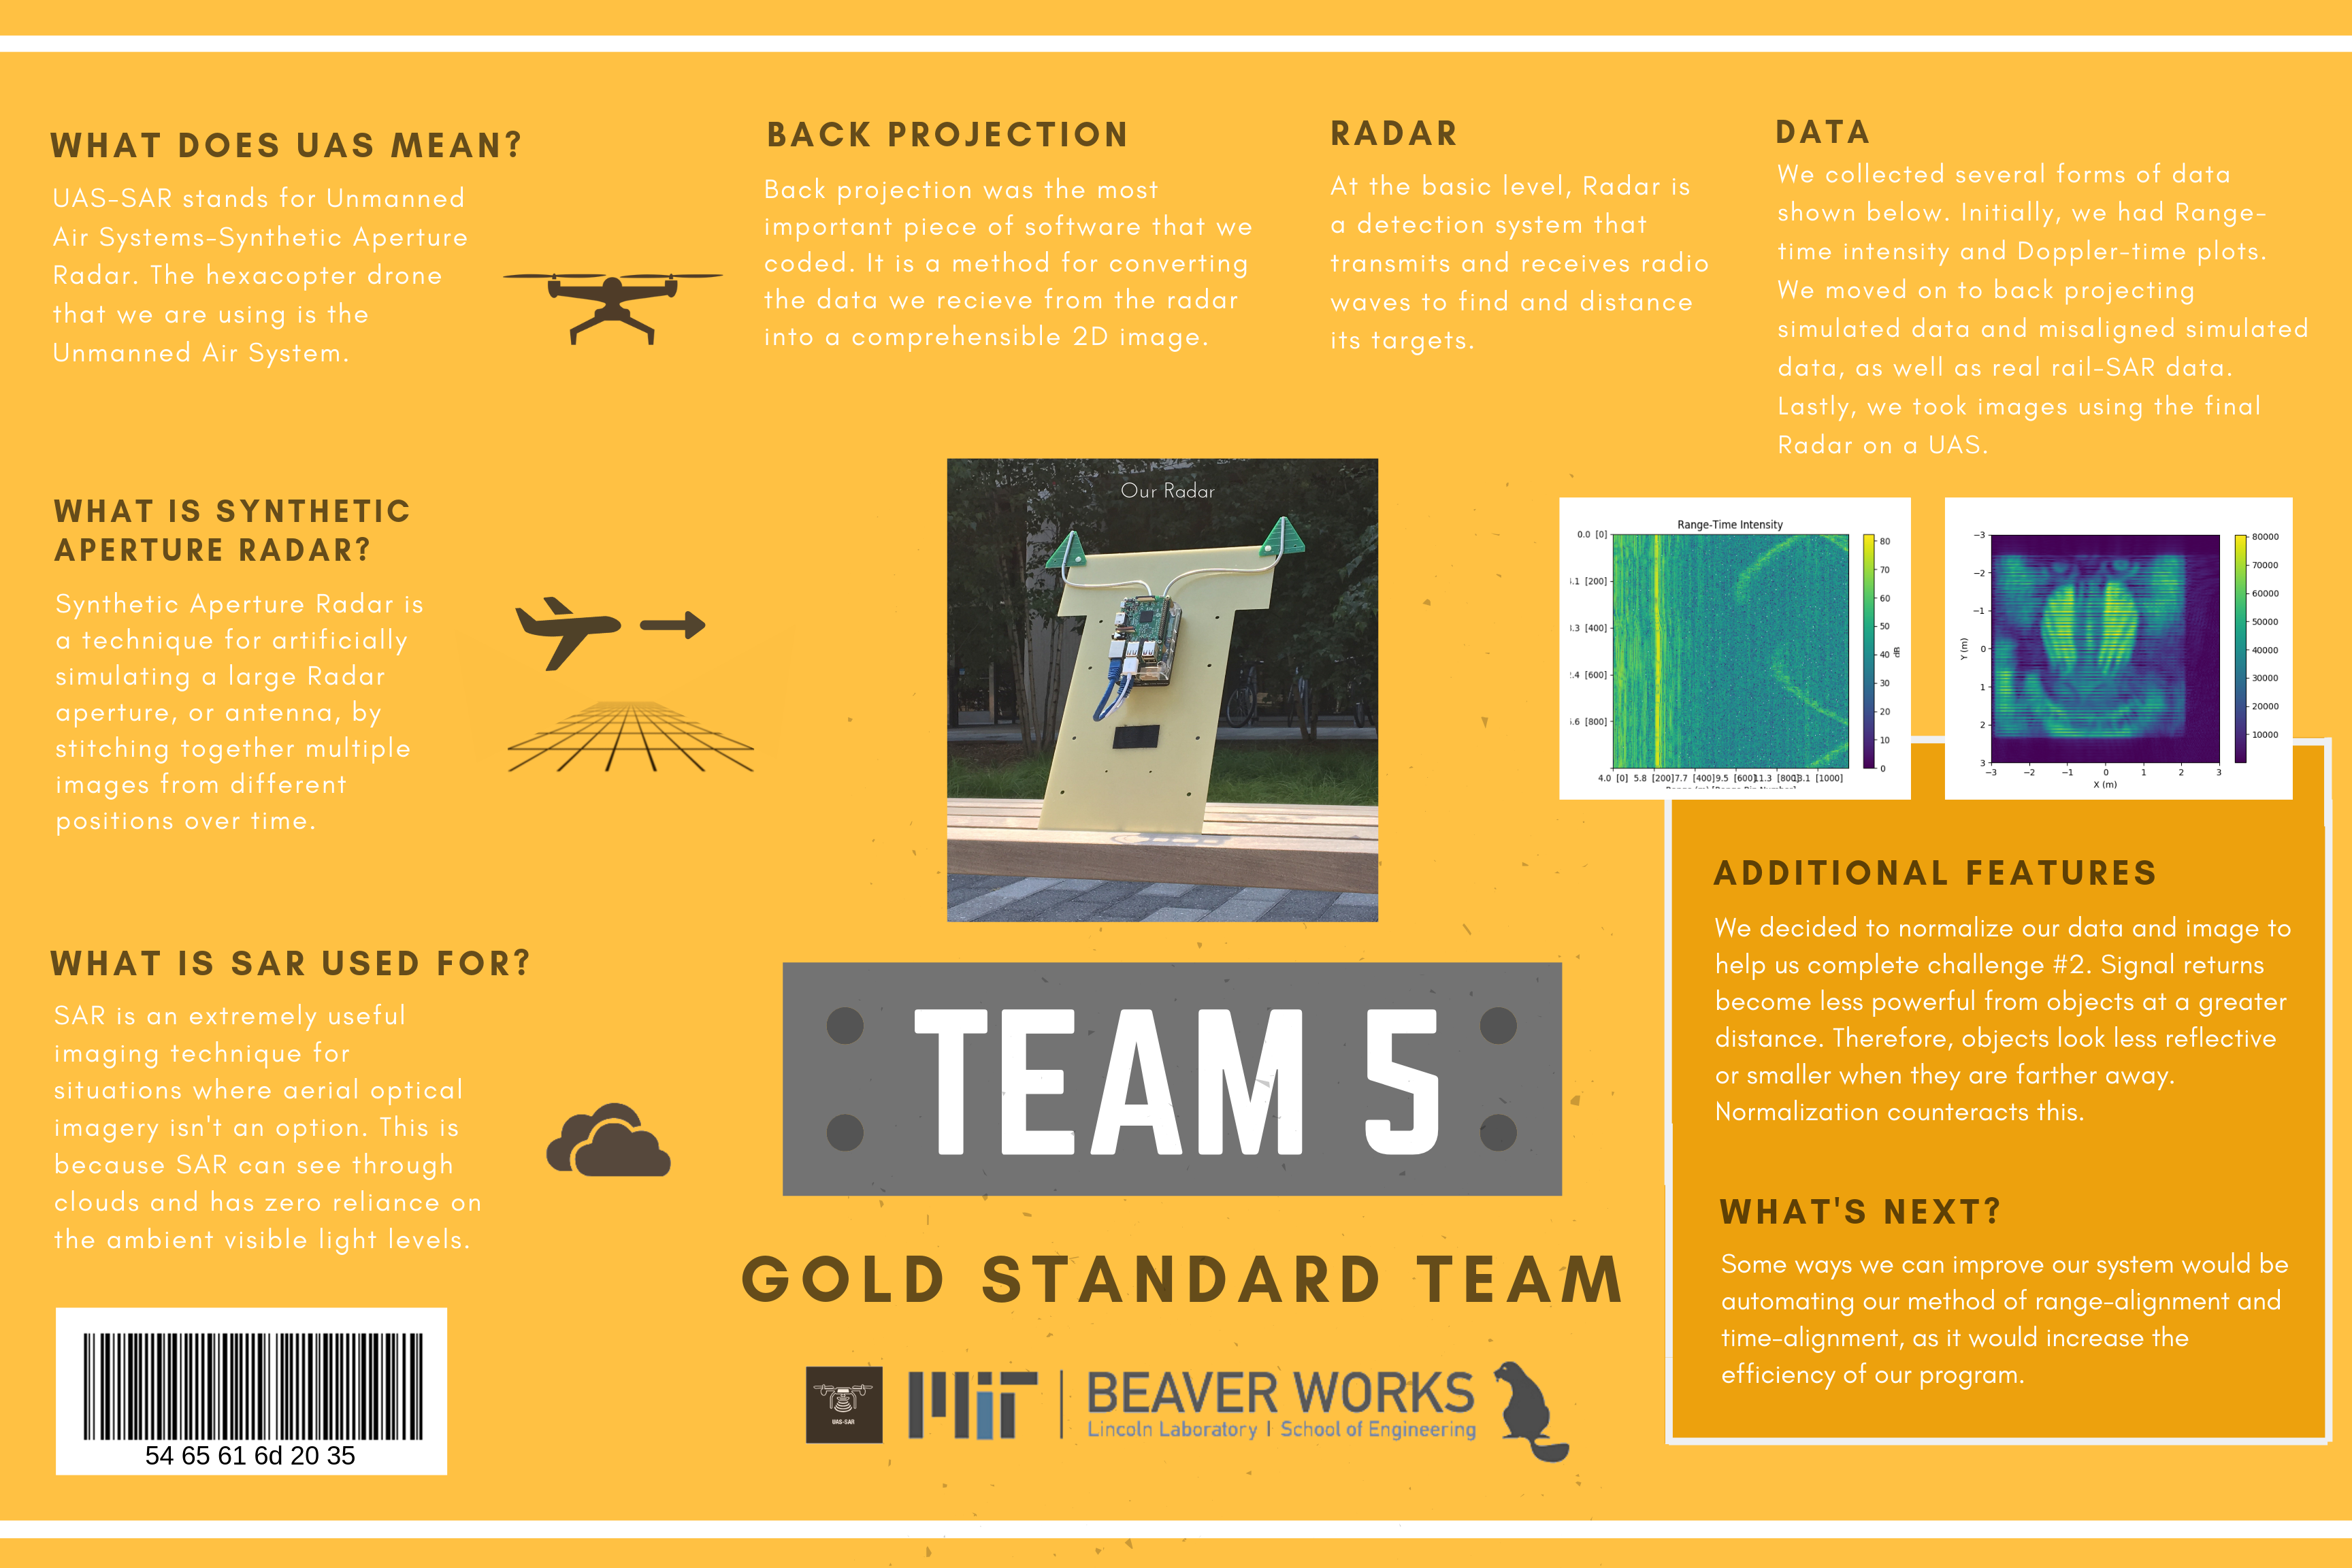 WHAT DOES UAS MEAN?
UAS-SAR stands for Unmanned
Air Systems-Synthetic Aperture
Radar. The hexacopter drone
that we are using is the
Unmanned Air System.
BACK PROJECTION
Back projection was the most
important piece of software that we
coded. It is a method for converting
the data we recieve from the radar
into a comprehensible 2D image.
RADAR
At the basic level, Radar is
a detection system that
transmits and receives radio
waves to find and distance
its targets.
DATA
We collected several forms of data
shown below. Initially, we had Range-
time intensity and Doppler-time plots.
We moved on to back projecting
simulated data and misaligned simulated
data, as well as real rail-SAR data.
Lastly, we took images using the final
Radar on a UAS.
WHAT IS SYNTHETIC
APERTURE RADAR?
Synthetic Aperture Radar is
a technique for artificially
simulating a large Radar
aperture, or antenna, by
stitching together multiple
images from different
positions over time.
Our Radar
Range-Time Intensity
0.0 [0]
.1 [200]
.3 [400]
.4 [600]
.6 [800]
4.0 [0] 5.8 [200] 7.7 [400] 9.5 [600] 11.3 [800] 13.1 [1000]
80
70
60
50
40
30
20
10
0
dB
-3
-2
-1
0
1
2
3
Y (m)
-3 -2 -1 0 1 2 3
X (m)
80000
70000
60000
50000
40000
30000
20000
10000
WHAT IS SAR USED FOR?
SAR is an extremely useful
imaging technique for
situations where aerial optical
imagery isn't an option. This is
because SAR can see through
clouds and has zero reliance on
the ambient visible light levels.
54 65 61 6d 20 35
TEAM 5
GOLD STANDARD TEAM
UAS-SAR
MIT
BEAVER WORKS
Lincoln Laboratory | School of Engineering
ADDITIONAL FEATURES
We decided to normalize our data and image to
help us complete challenge #2. Signal returns
become less powerful from objects at a greater
distance. Therefore, objects look less reflective
or smaller when they are farther away.
Normalization counteracts this.
WHAT'S NEXT?
Some ways we can improve our system would be
automating our method of range-alignment and
time-alignment, as it would increase the
efficiency of our program.